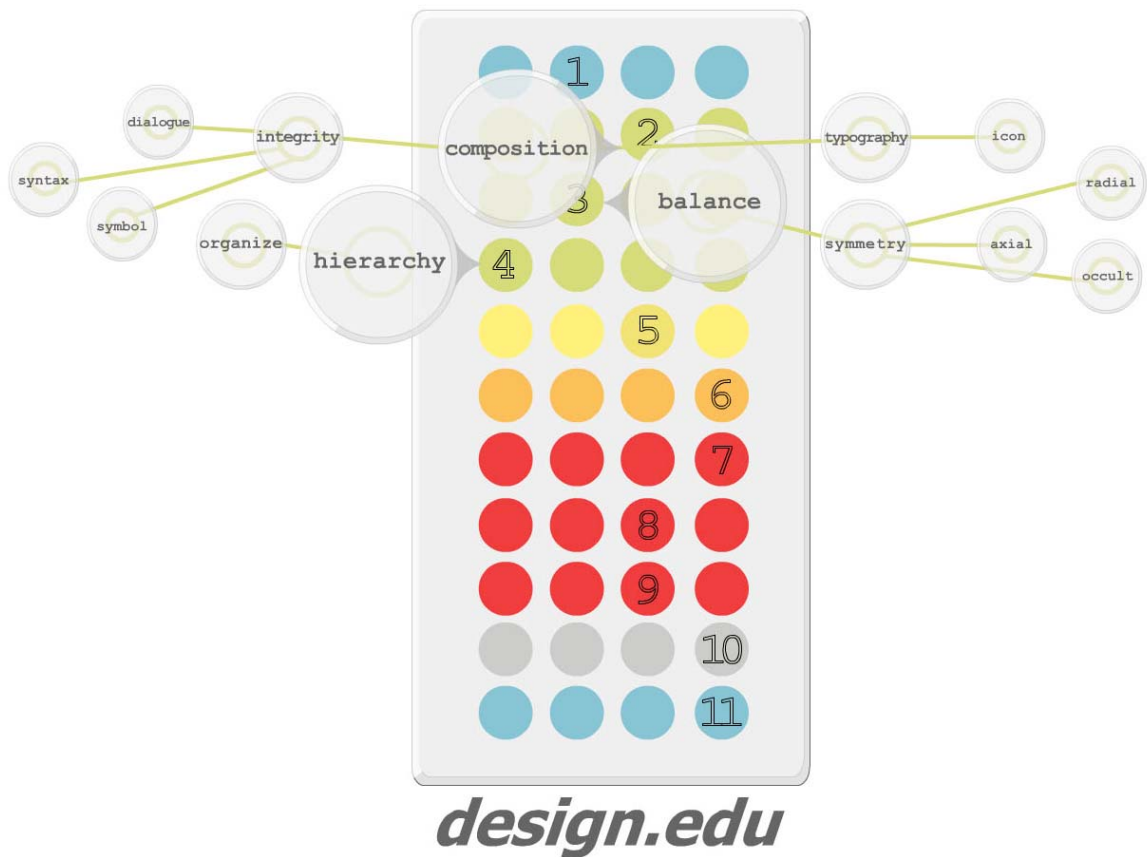 1
dialogue
integrity
composition
2
typography
icon
syntax
symbol
3
balance
radial
organize
hierarchy
4
symmetry
axial
occult
5
6
7
8
9
10
11
design.edu